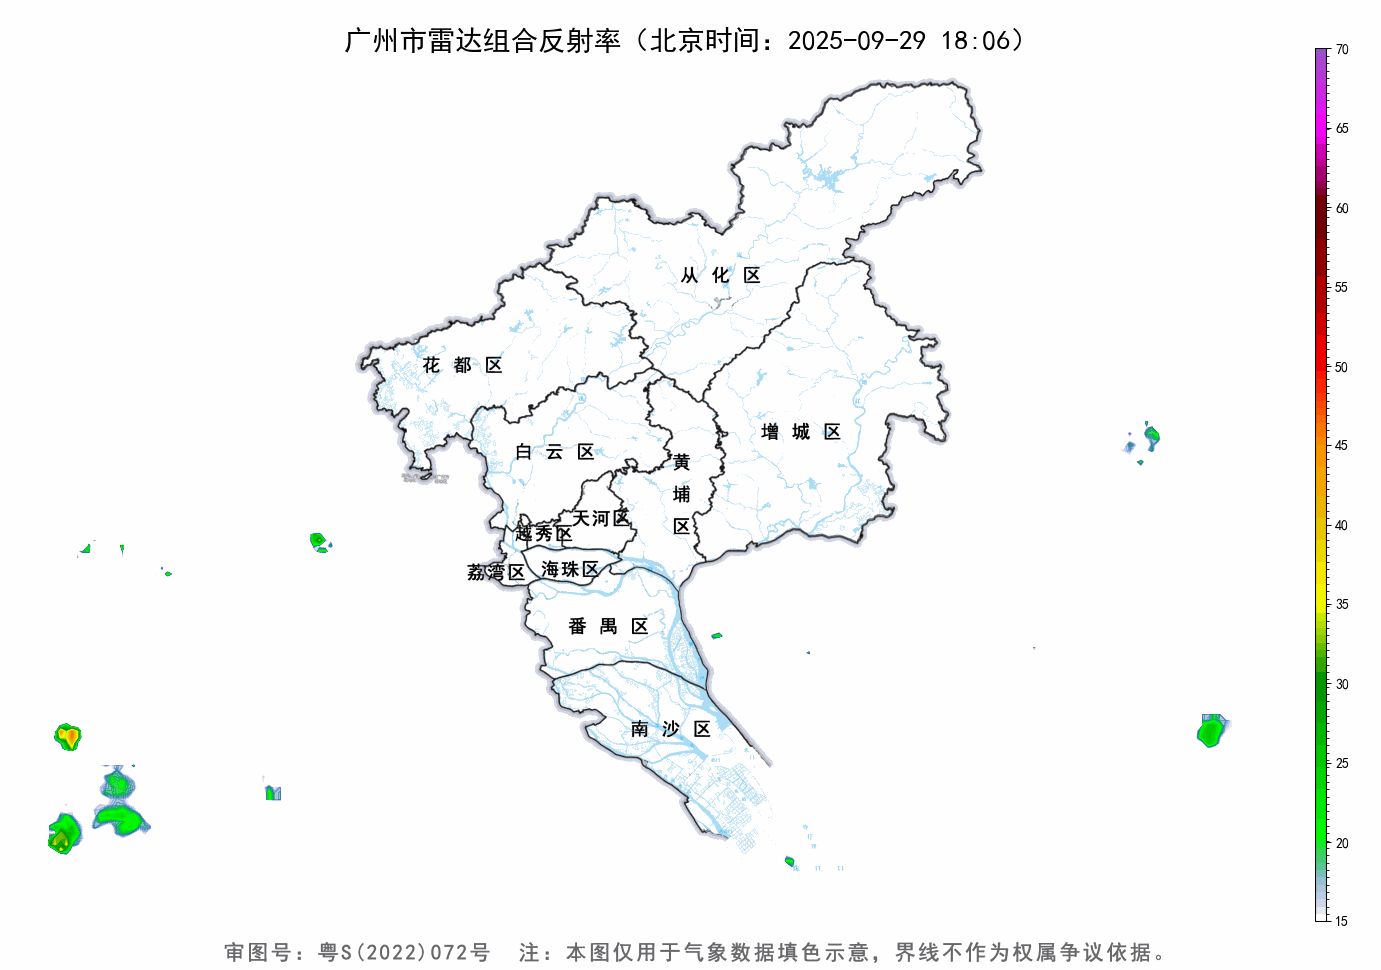 广州市雷达组合反射率（北京时间：2025-09-29 18:06）
70
65
60
55
50
45
40
35
30
25
20
15
从化区
花都区
增城区
白云区
黄埔区
天河区
越秀区
海珠区
荔湾区
番禺区
南沙区
审图号：粤S(2022)072号 注：本图仅用于气象数据填色示意，界线不作为权属争议依据。